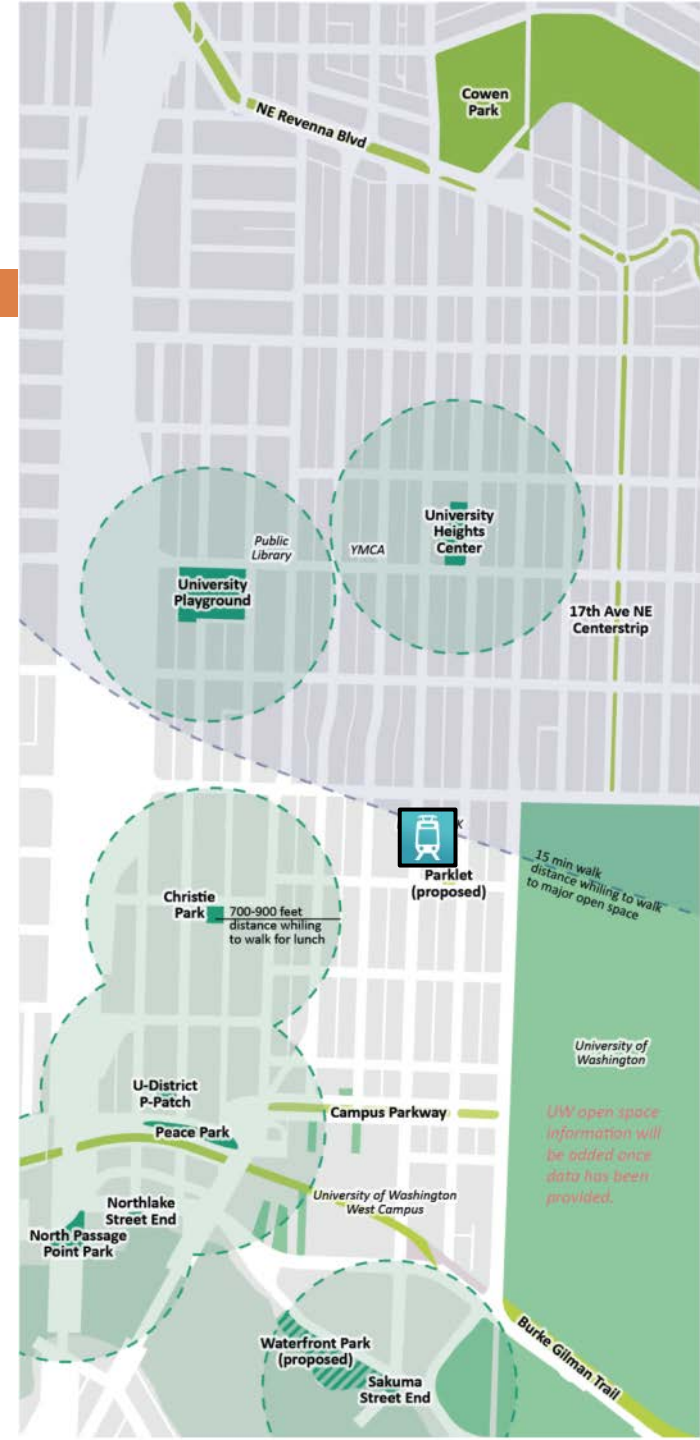 Cowen
Park
NE Revenna Blvd
University
Heights
Center
Public
Library
YMCA
University
Playground
17th Ave NE
Centerstrip
K
Parklet
(proposed)
15 min walk
distance whiling to walk
to major open space
Christie
Park
700-900 feet
distance whiling
to walk for lunch
University of
Washington
U-District
P-Patch
Campus Parkway
UW open space
information will
be added once
data has been
provided.
Peace Park
University of Washington
West Campus
Northlake
Street End
North Passage
Point Park
Waterfront Park
(proposed)
Sakuma
Street End
Burke Gilman Trail